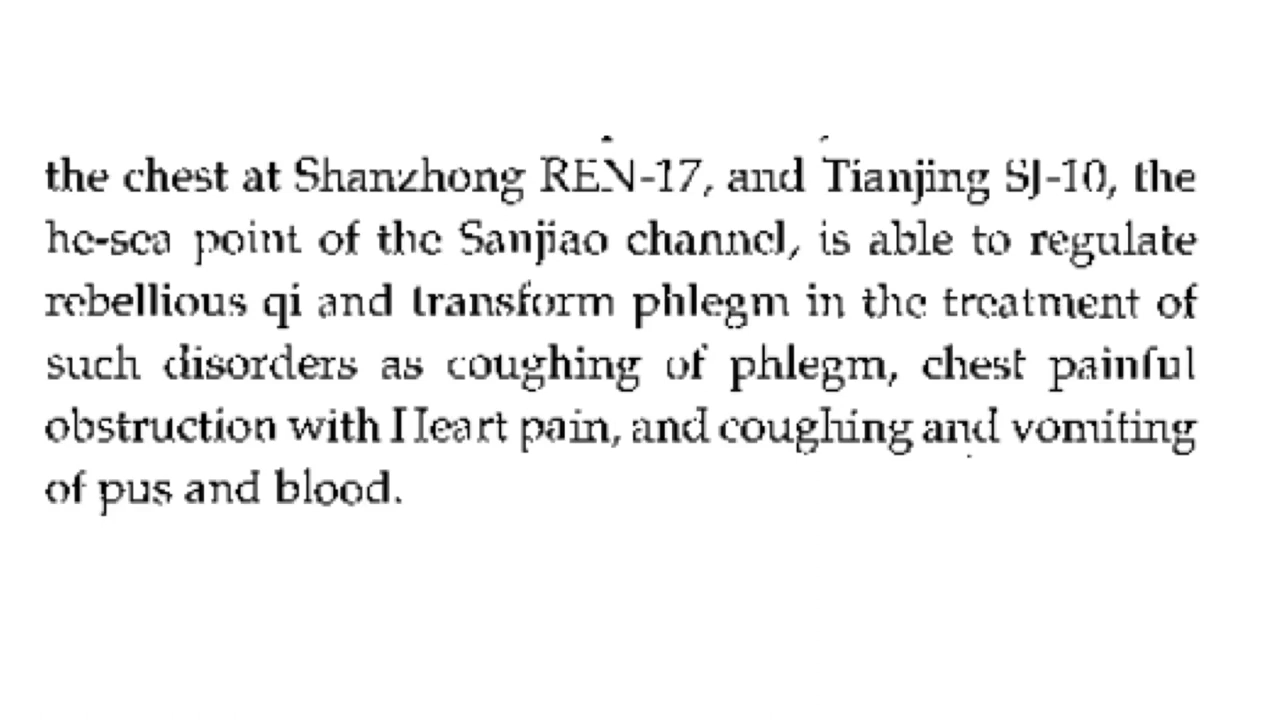 the chest at Shanzhong REN-17, and Tianjing SJ-10, the
he-sea point of the Sanjiao channel, is able to regulate
rebellious qi and transform phlegm in the treatment of
such disorders as coughing of phlegm, chest painful
obstruction with Heart pain, and coughing and vomiting
of pus and blood.